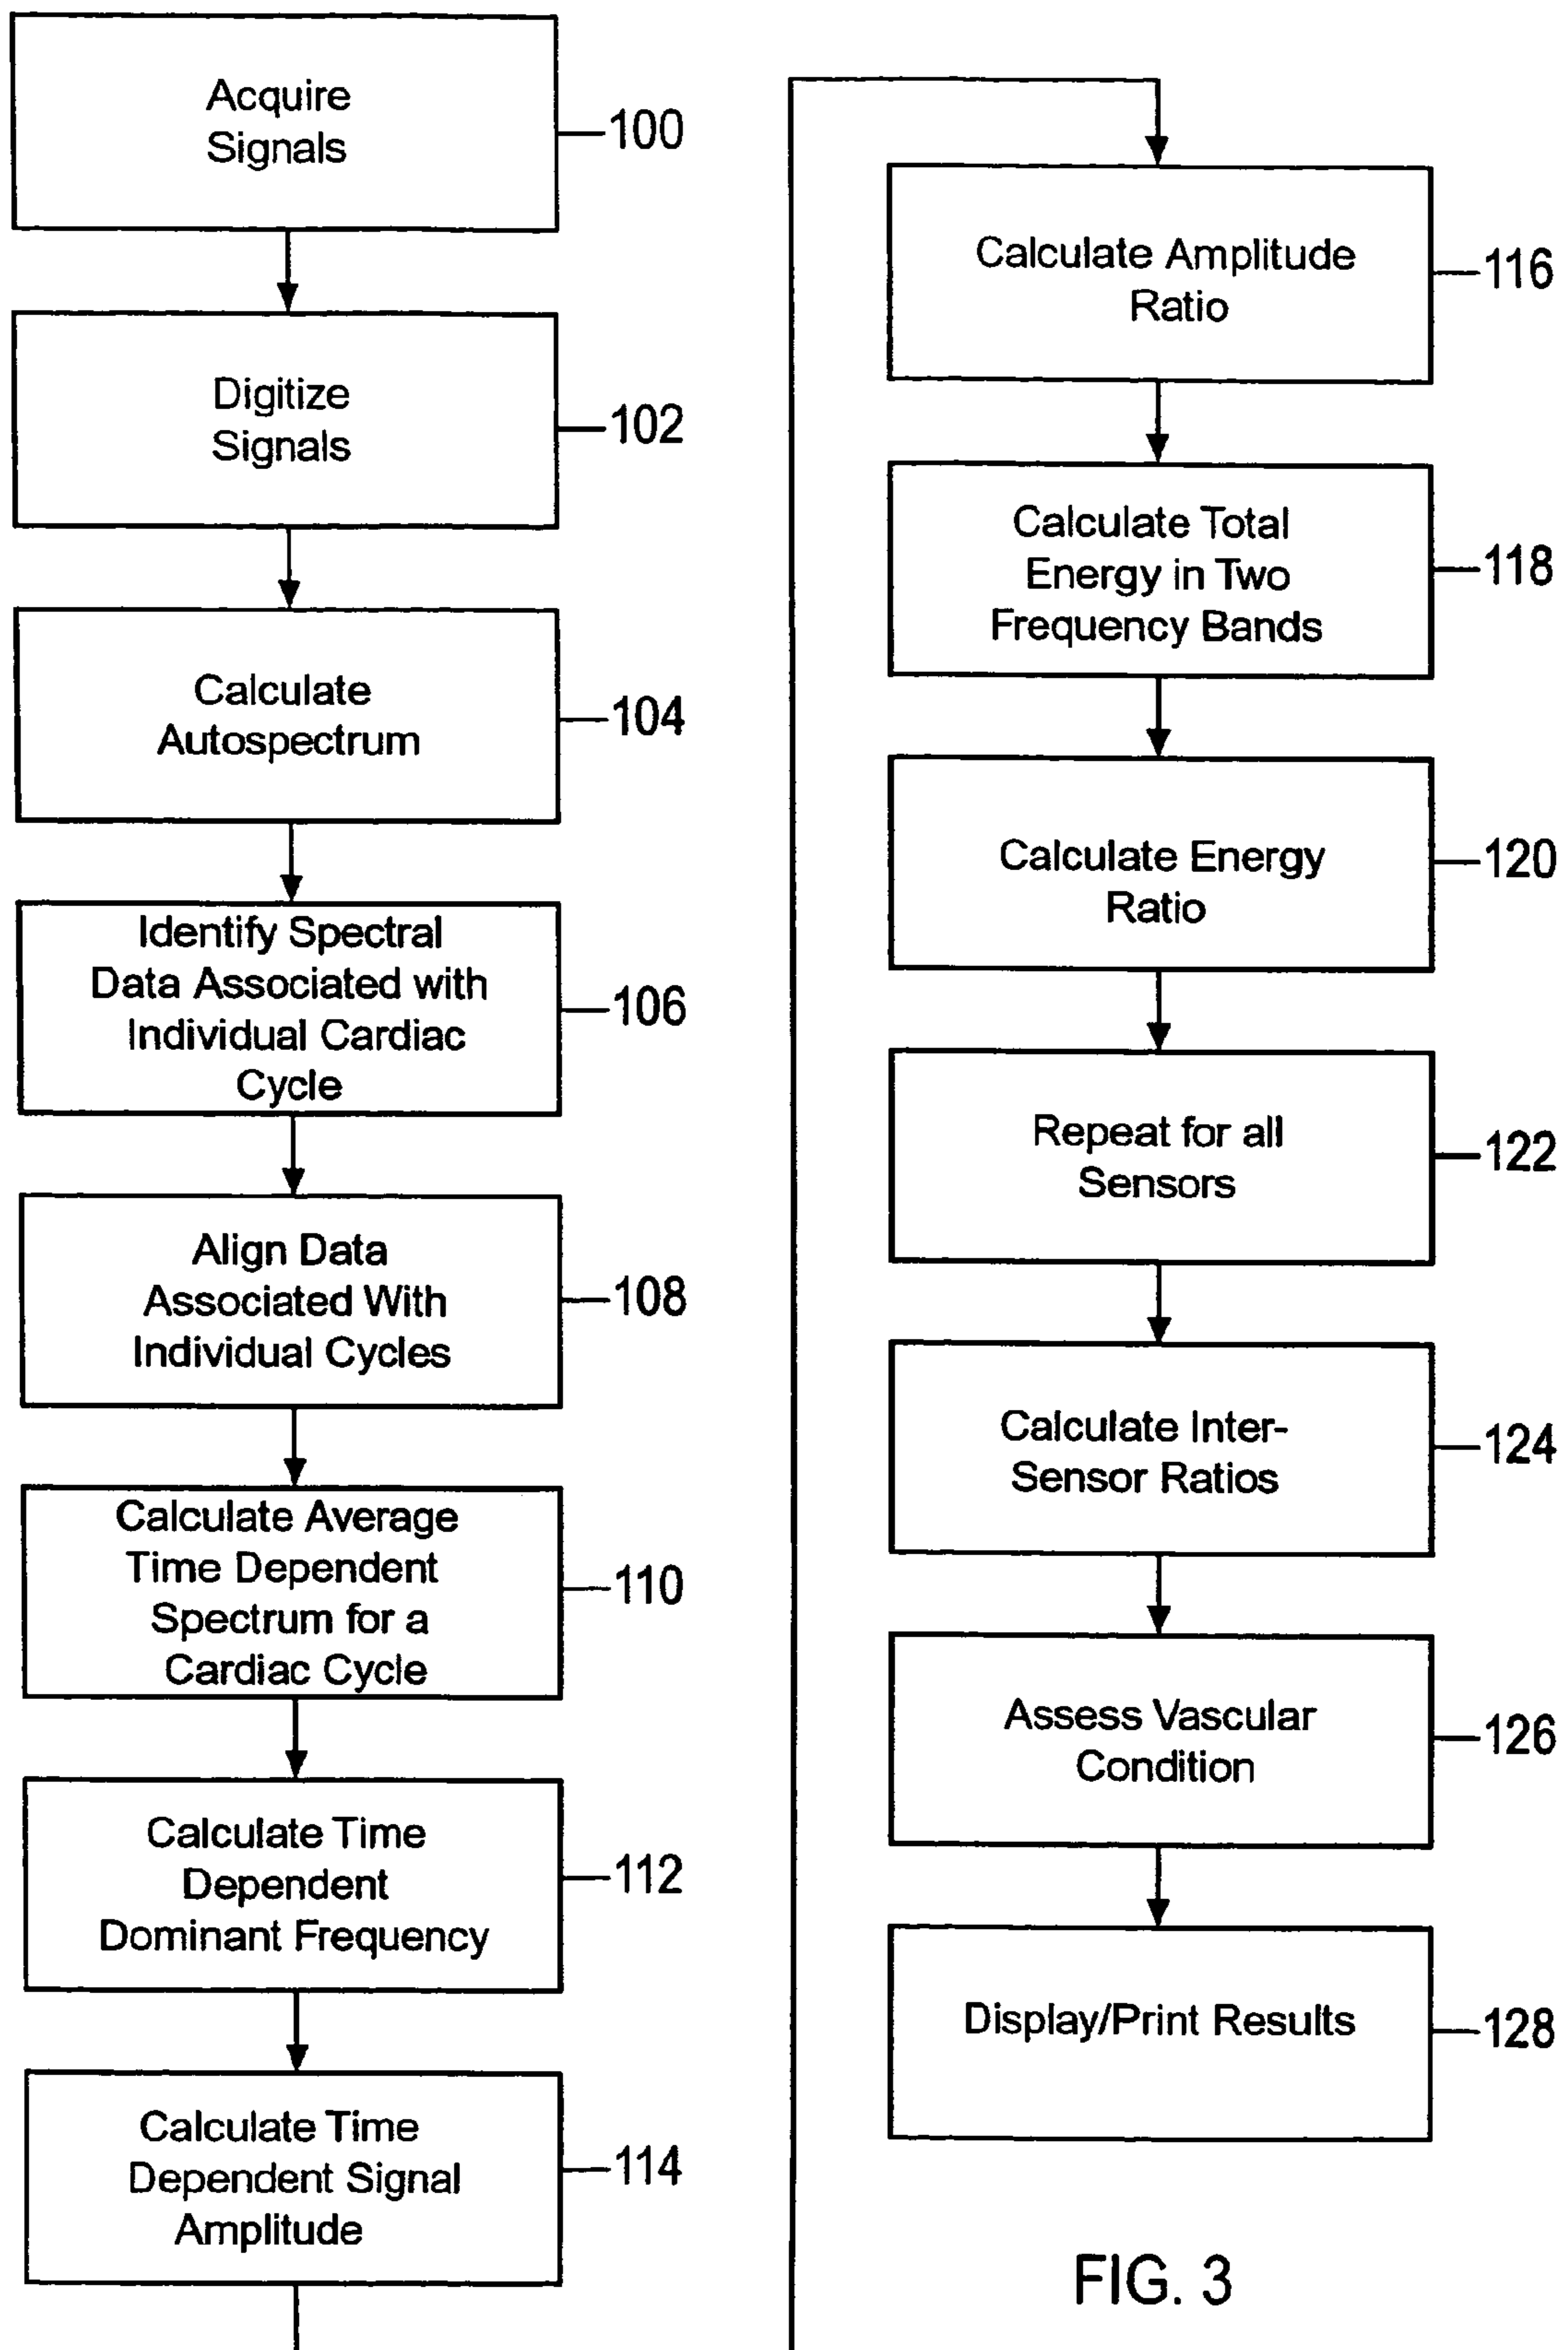 Acquire
Signals
100
Digitize
Signals
102
Calculate
Autospectrum
104
Identify Spectral
Data Associated with
Individual Cardiac
Cycle
106
Align Data
Associated With
Individual Cycles
108
Calculate Average
Time Dependent
Spectrum for a
Cardiac Cycle
110
Calculate Time
Dependent
Dominant Frequency
112
Calculate Time
Dependent Signal
Amplitude
114
Calculate Amplitude
Ratio
116
Calculate Total
Energy in Two
Frequency Bands
118
Calculate Energy
Ratio
120
Repeat for all
Sensors
122
Calculate Inter-
Sensor Ratios
124
Assess Vascular
Condition
126
Display/Print Results
128
FIG. 3